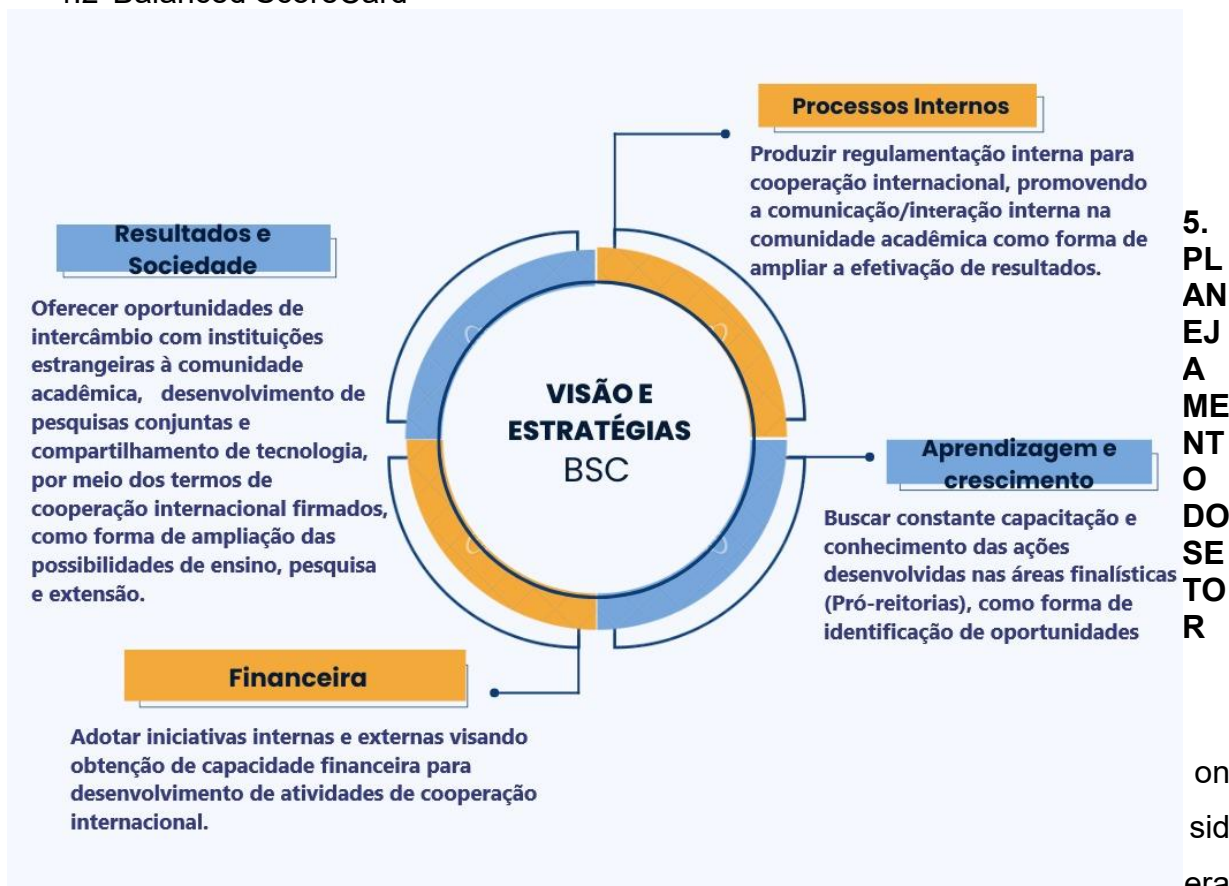 4.2 Balanced ScoreCard
Processos Internos
Produzir regulamentação interna para
cooperação internacional, promovendo
a comunicação/interação interna na
comunidade acadêmica como forma de
ampliar a efetivação de resultados.
Resultados e
Sociedade
Oferecer oportunidades de
intercâmbio com instituições
estrangeiras à comunidade
acadêmica, desenvolvimento de
pesquisas conjuntas e
compartilhamento de tecnologia,
por meio dos termos de
cooperação internacional firmados,
como forma de ampliação das
possibilidades de ensino, pesquisa
e extensão.
VISÃO E
ESTRATÉGIAS
BSC
Aprendizagem e
crescimento
Buscar constante capacitação e
conhecimento das ações
desenvolvidas nas áreas finalísticas
(Pró-reitorias), como forma de
identificação de oportunidades
Financeira
Adotar iniciativas internas e externas visando
obtenção de capacidade financeira para
desenvolvimento de atividades de cooperação
internacional.
5.
PL
AN
EJ
A
ME
NT
O
DO
SE
TO
R
on
sid
era